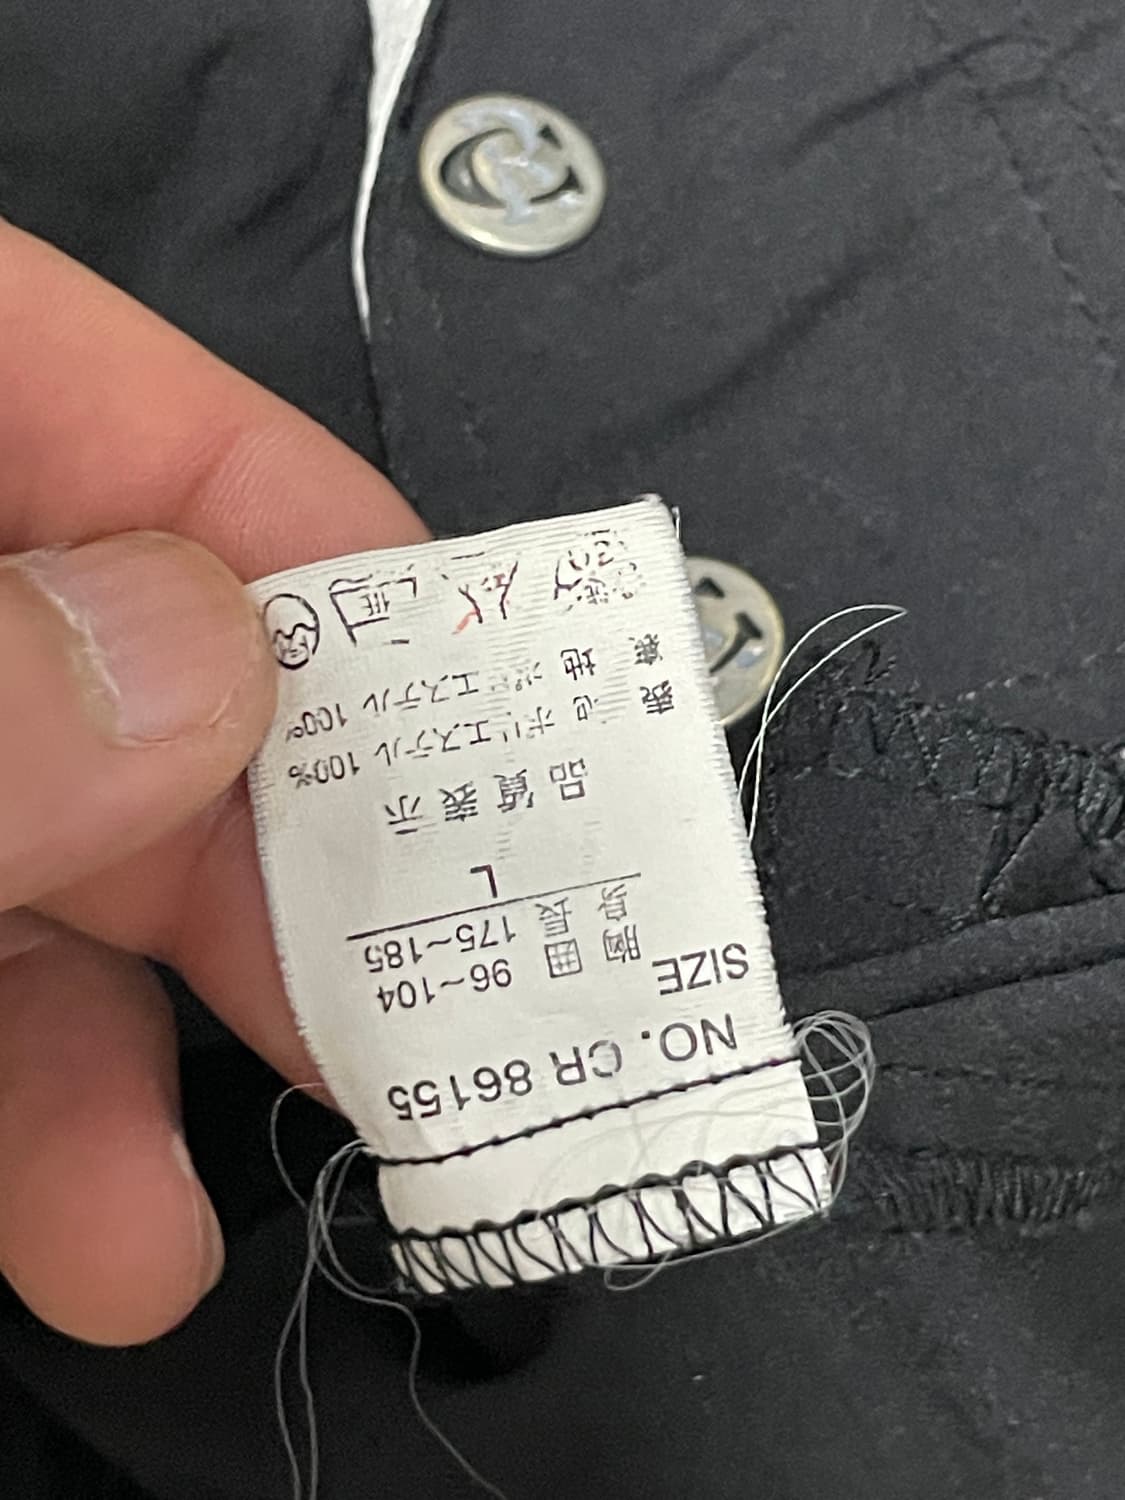 NO. CR 86155
SIZE
胸囲 96~104
身長 175~185
L
品質表示
表地 ポリエステル 100%
裏地 ポリエステル 100%
低